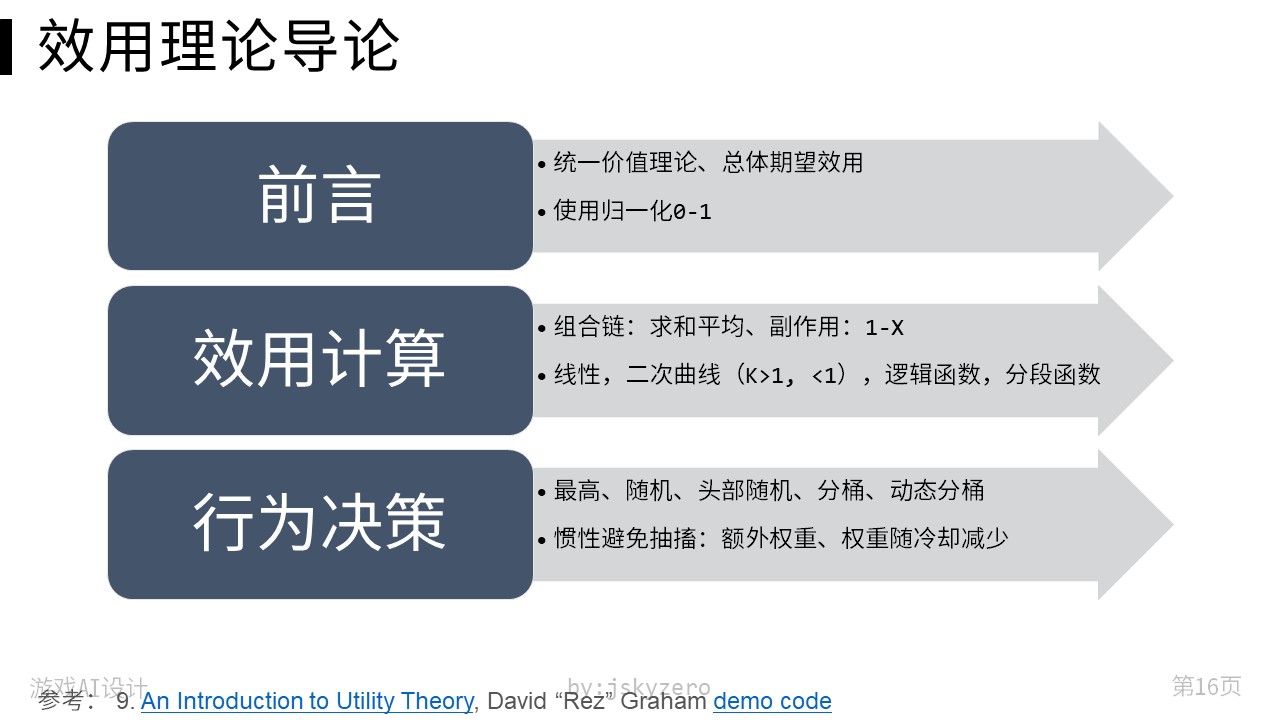 效用理论导论
前言
• 统一价值理论、总体期望效用
• 使用归一化0-1
效用计算
• 组合链：求和平均、副作用：1-X
• 线性，二次曲线（K>1, <1），逻辑函数，分段函数
行为决策
• 最高、随机、头部随机、分桶、动态分桶
• 惯性避免抽搐：额外权重、权重随冷却减少
游戏AI设计
by:jskyzero
第16页
参考： 9. An Introduction to Utility Theory, David “Rez” Graham demo code